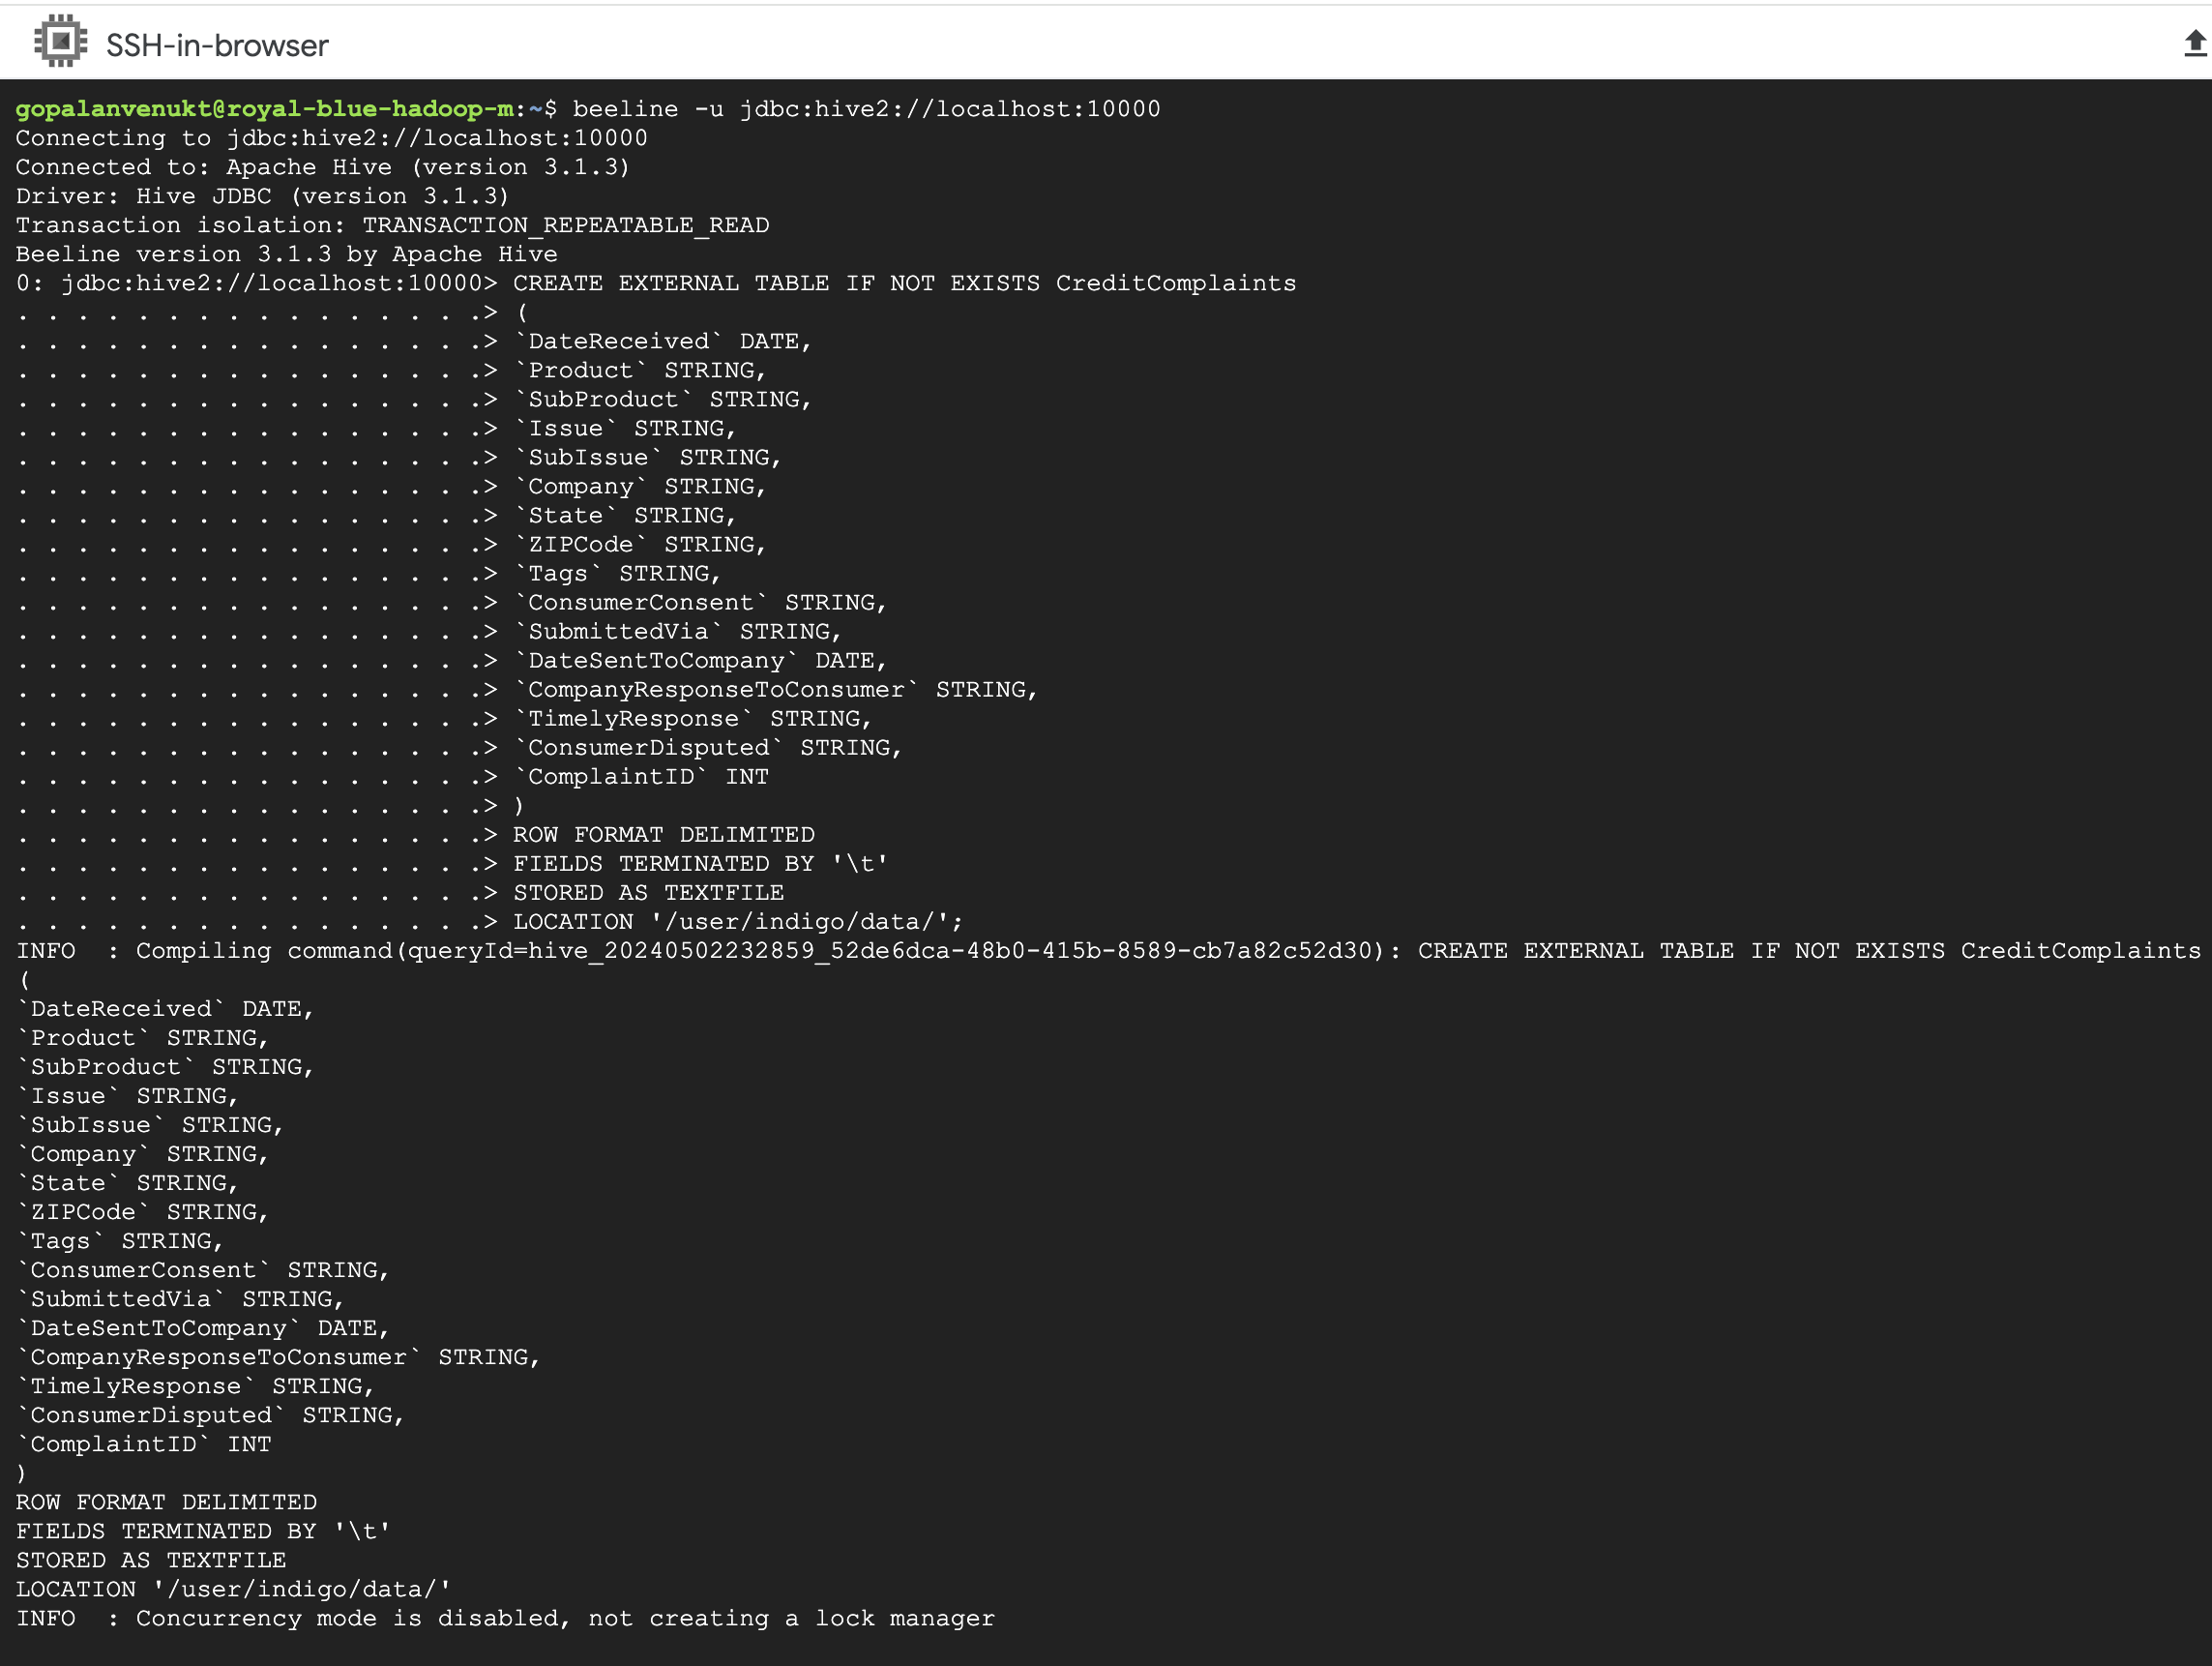 SSH-in-browser
gopalanvenukt@royal-blue-hadoop-m:~$ beeline -u jdbc:hive2://localhost:10000
Connecting to jdbc:hive2://localhost:10000
Connected to: Apache Hive (version 3.1.3)
Driver: Hive JDBC (version 3.1.3)
Transaction isolation: TRANSACTION_REPEATABLE_READ
Beeline version 3.1.3 by Apache Hive
0: jdbc:hive2://localhost:10000> CREATE EXTERNAL TABLE IF NOT EXISTS CreditComplaints
. . . . . . . . . . . . . . . .> (
. . . . . . . . . . . . . . . .> `DateReceived` DATE,
. . . . . . . . . . . . . . . .> `Product` STRING,
. . . . . . . . . . . . . . . .> `SubProduct` STRING,
. . . . . . . . . . . . . . . .> `Issue` STRING,
. . . . . . . . . . . . . . . .> `SubIssue` STRING,
. . . . . . . . . . . . . . . .> `Company` STRING,
. . . . . . . . . . . . . . . .> `State` STRING,
. . . . . . . . . . . . . . . .> `ZIPCode` STRING,
. . . . . . . . . . . . . . . .> `Tags` STRING,
. . . . . . . . . . . . . . . .> `ConsumerConsent` STRING,
. . . . . . . . . . . . . . . .> `SubmittedVia` STRING,
. . . . . . . . . . . . . . . .> `DateSentToCompany` DATE,
. . . . . . . . . . . . . . . .> `CompanyResponseToConsumer` STRING,
. . . . . . . . . . . . . . . .> `TimelyResponse` STRING,
. . . . . . . . . . . . . . . .> `ConsumerDisputed` STRING,
. . . . . . . . . . . . . . . .> `ComplaintID` INT
. . . . . . . . . . . . . . . .> )
. . . . . . . . . . . . . . . .> ROW FORMAT DELIMITED
. . . . . . . . . . . . . . . .> FIELDS TERMINATED BY '\t'
. . . . . . . . . . . . . . . .> STORED AS TEXTFILE
. . . . . . . . . . . . . . . .> LOCATION '/user/indigo/data/';
INFO  : Compiling command(queryId=hive_20240502232859_52de6dca-48b0-415b-8589-cb7a82c52d30): CREATE EXTERNAL TABLE IF NOT EXISTS CreditComplaints
(
`DateReceived` DATE,
`Product` STRING,
`SubProduct` STRING,
`Issue` STRING,
`SubIssue` STRING,
`Company` STRING,
`State` STRING,
`ZIPCode` STRING,
`Tags` STRING,
`ConsumerConsent` STRING,
`SubmittedVia` STRING,
`DateSentToCompany` DATE,
`CompanyResponseToConsumer` STRING,
`TimelyResponse` STRING,
`ConsumerDisputed` STRING,
`ComplaintID` INT
)
ROW FORMAT DELIMITED
FIELDS TERMINATED BY '\t'
STORED AS TEXTFILE
LOCATION '/user/indigo/data/'
INFO  : Concurrency mode is disabled, not creating a lock manager